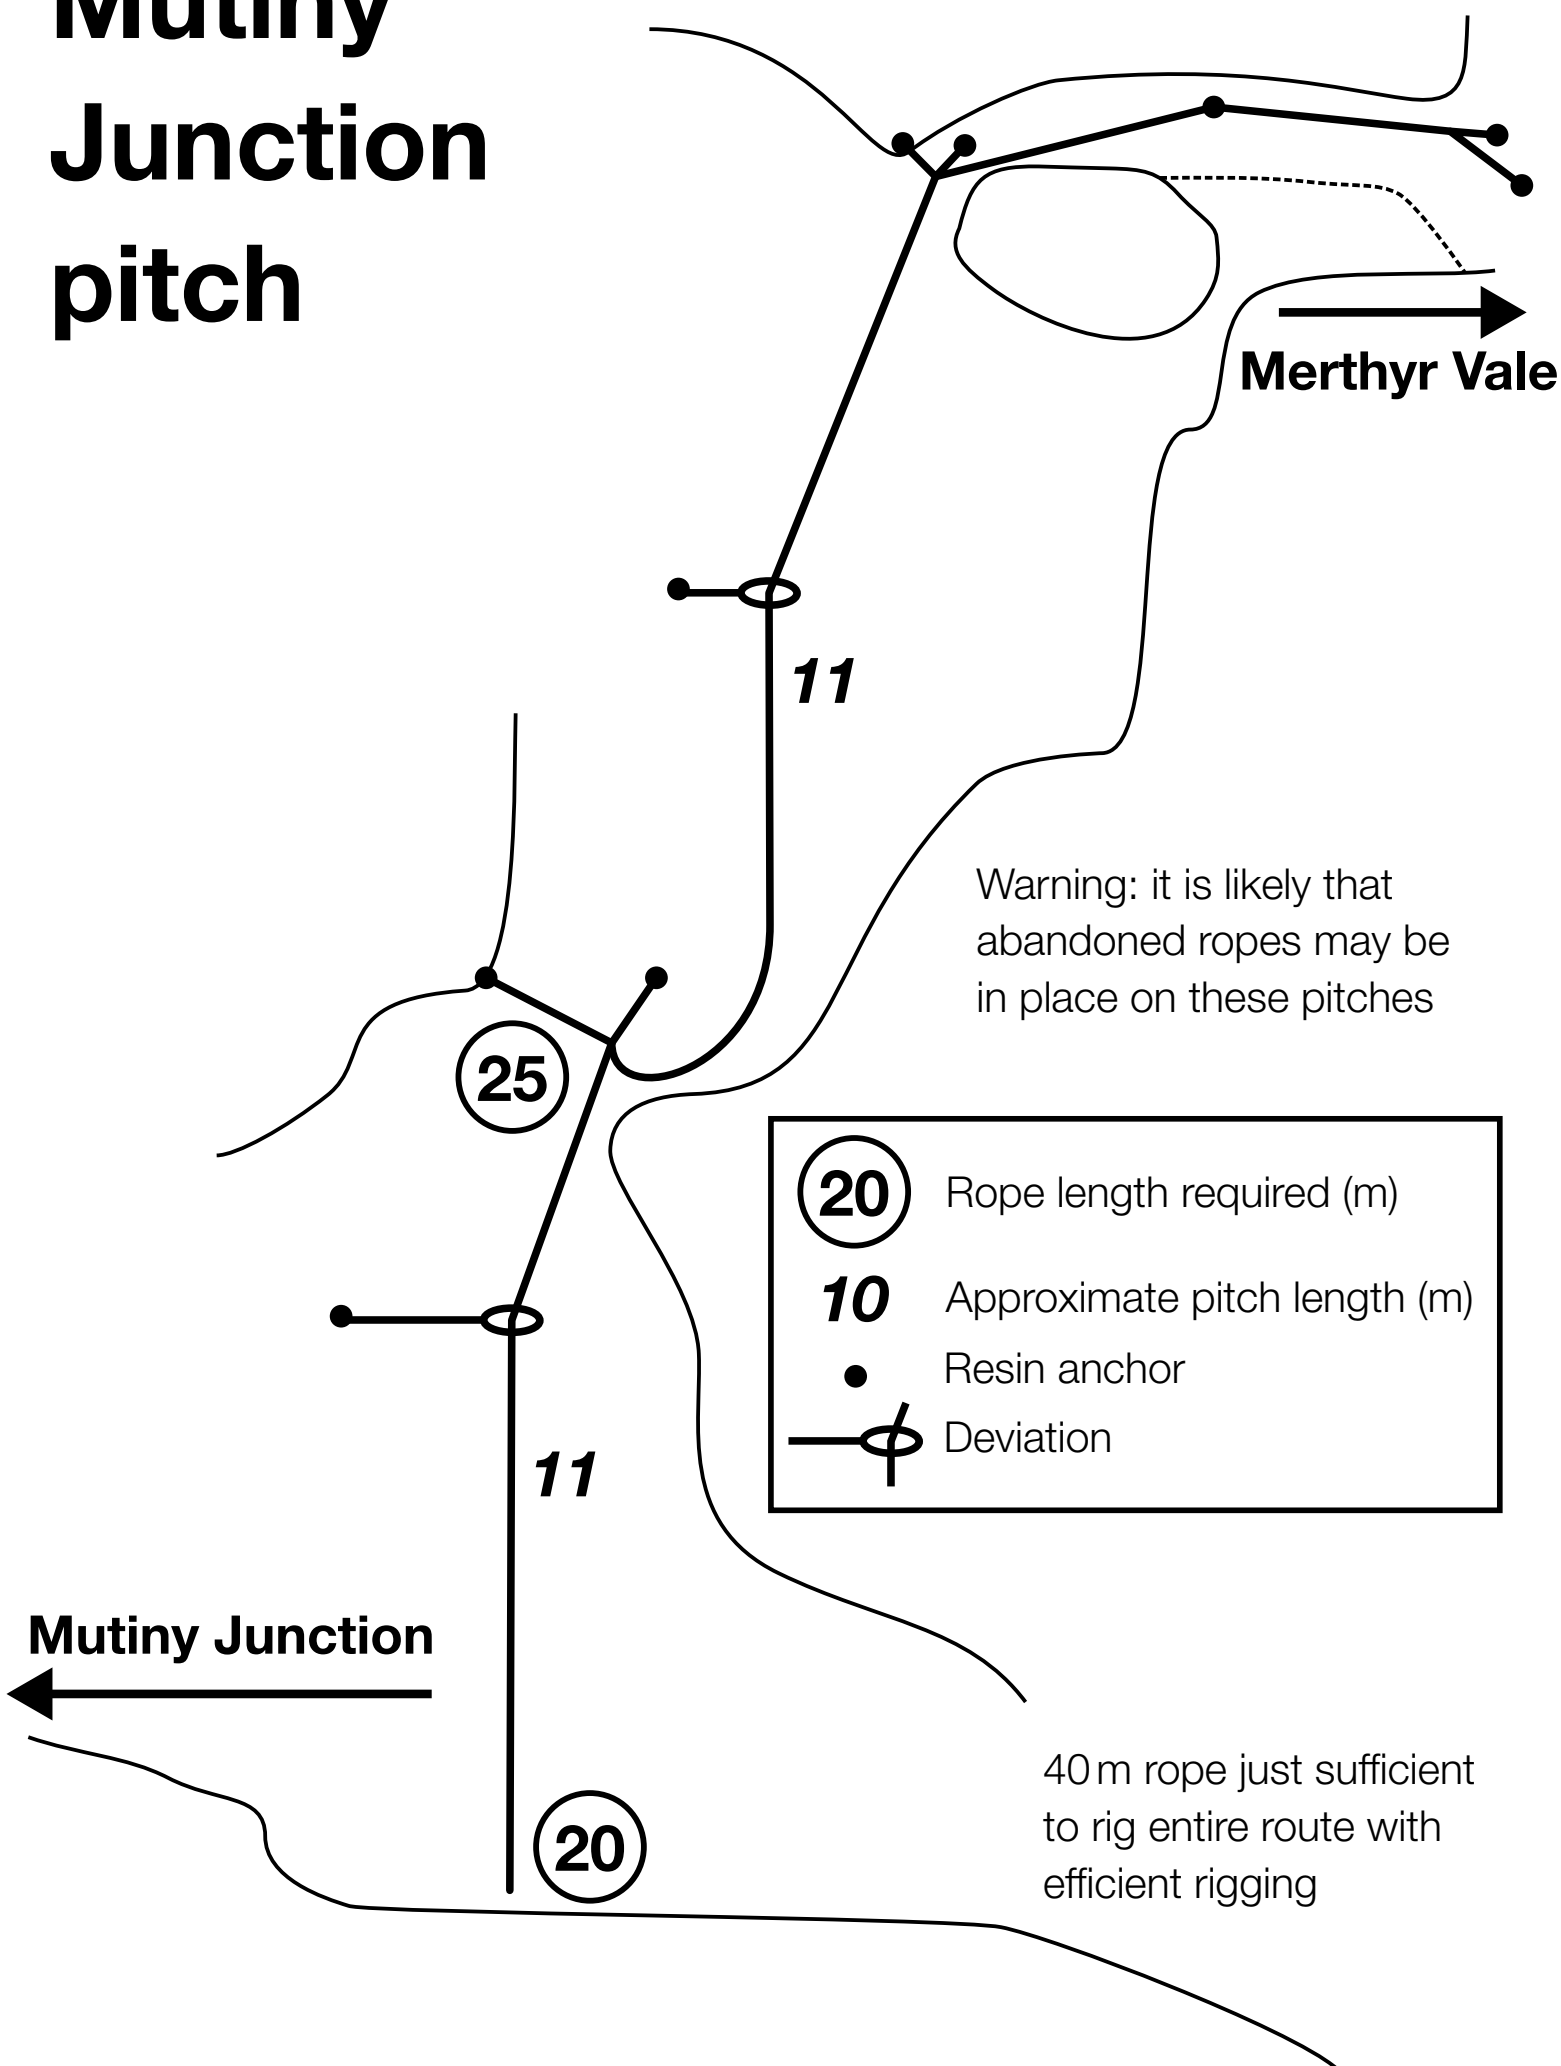 Mutiny
Junction
pitch
Merthyr Vale
11
Warning: it is likely that
abandoned ropes may be
in place on these pitches
25
20 Rope length required (m)
10 Approximate pitch length (m)
Resin anchor
Deviation
11
Mutiny Junction
20
40 m rope just sufficient
to rig entire route with
efficient rigging